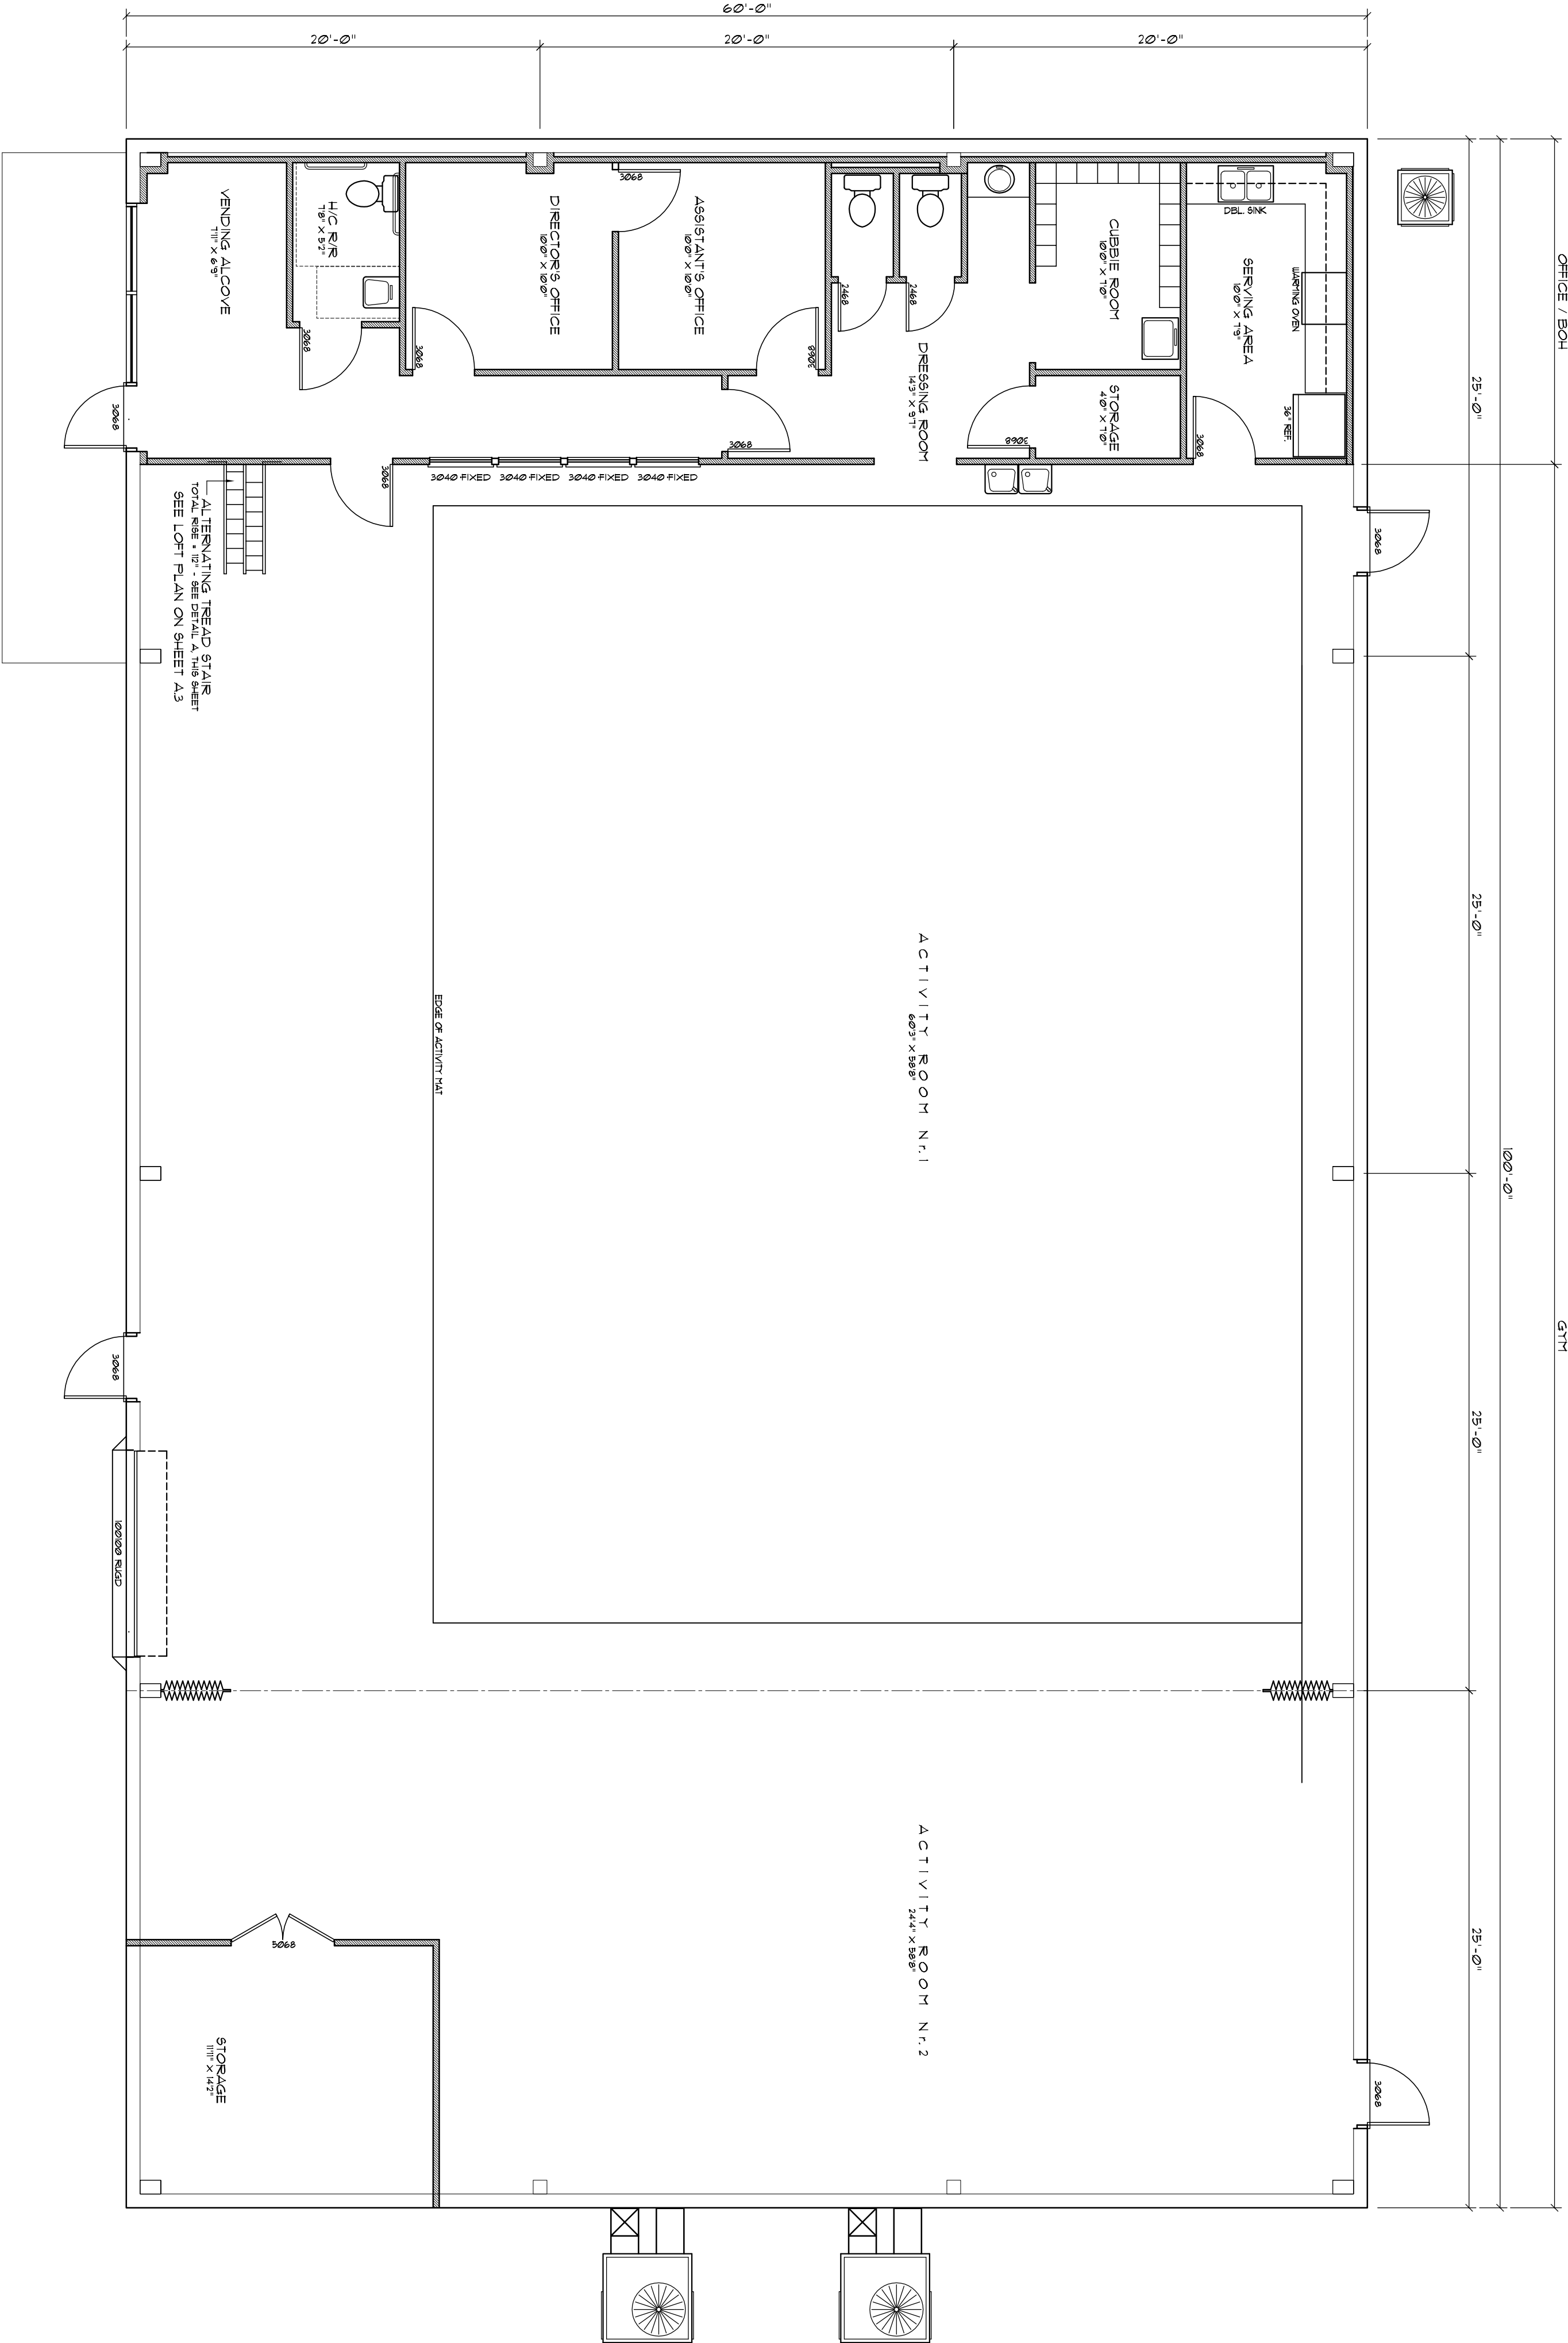 60'-0"
20'-0"
20'-0"
20'-0"
OFFICE / BOH
GYM
100'-0"
25'-0"
25'-0"
25'-0"
25'-0"
VENDING ALCOVE
7'11" X 6'9"
H/C R/R
7'8" X 5'2"
DIRECTOR'S OFFICE
10'0" X 10'0"
ASSISTANT'S OFFICE
10'0" X 10'0"
DRESSING ROOM
14'3" X 9'7"
CUBBIE ROOM
10'0" X 7'0"
STORAGE
4'0" X 7'0"
SERVING AREA
10'0" X 7'9"
DBL. SINK
WARMING OVEN
36" REF.
3068
2468
2468
3068
3068
3068
3068
3068
3068
3068
3068
3068
3040 FIXED
3040 FIXED
3040 FIXED
3040 FIXED
3068
ALTERNATING TREAD STAIR
TOTAL RISE = 112" - SEE DETAIL A, THIS SHEET
SEE LOFT PLAN ON SHEET A.3
ACTIVITY ROOM Nr.1
60'3" X 58'8"
EDGE OF ACTIVITY MAT
3068
100100 RUGD
ACTIVITY ROOM Nr.2
24'4" X 58'8"
5068
STORAGE
11'11" X 14'2"
3068